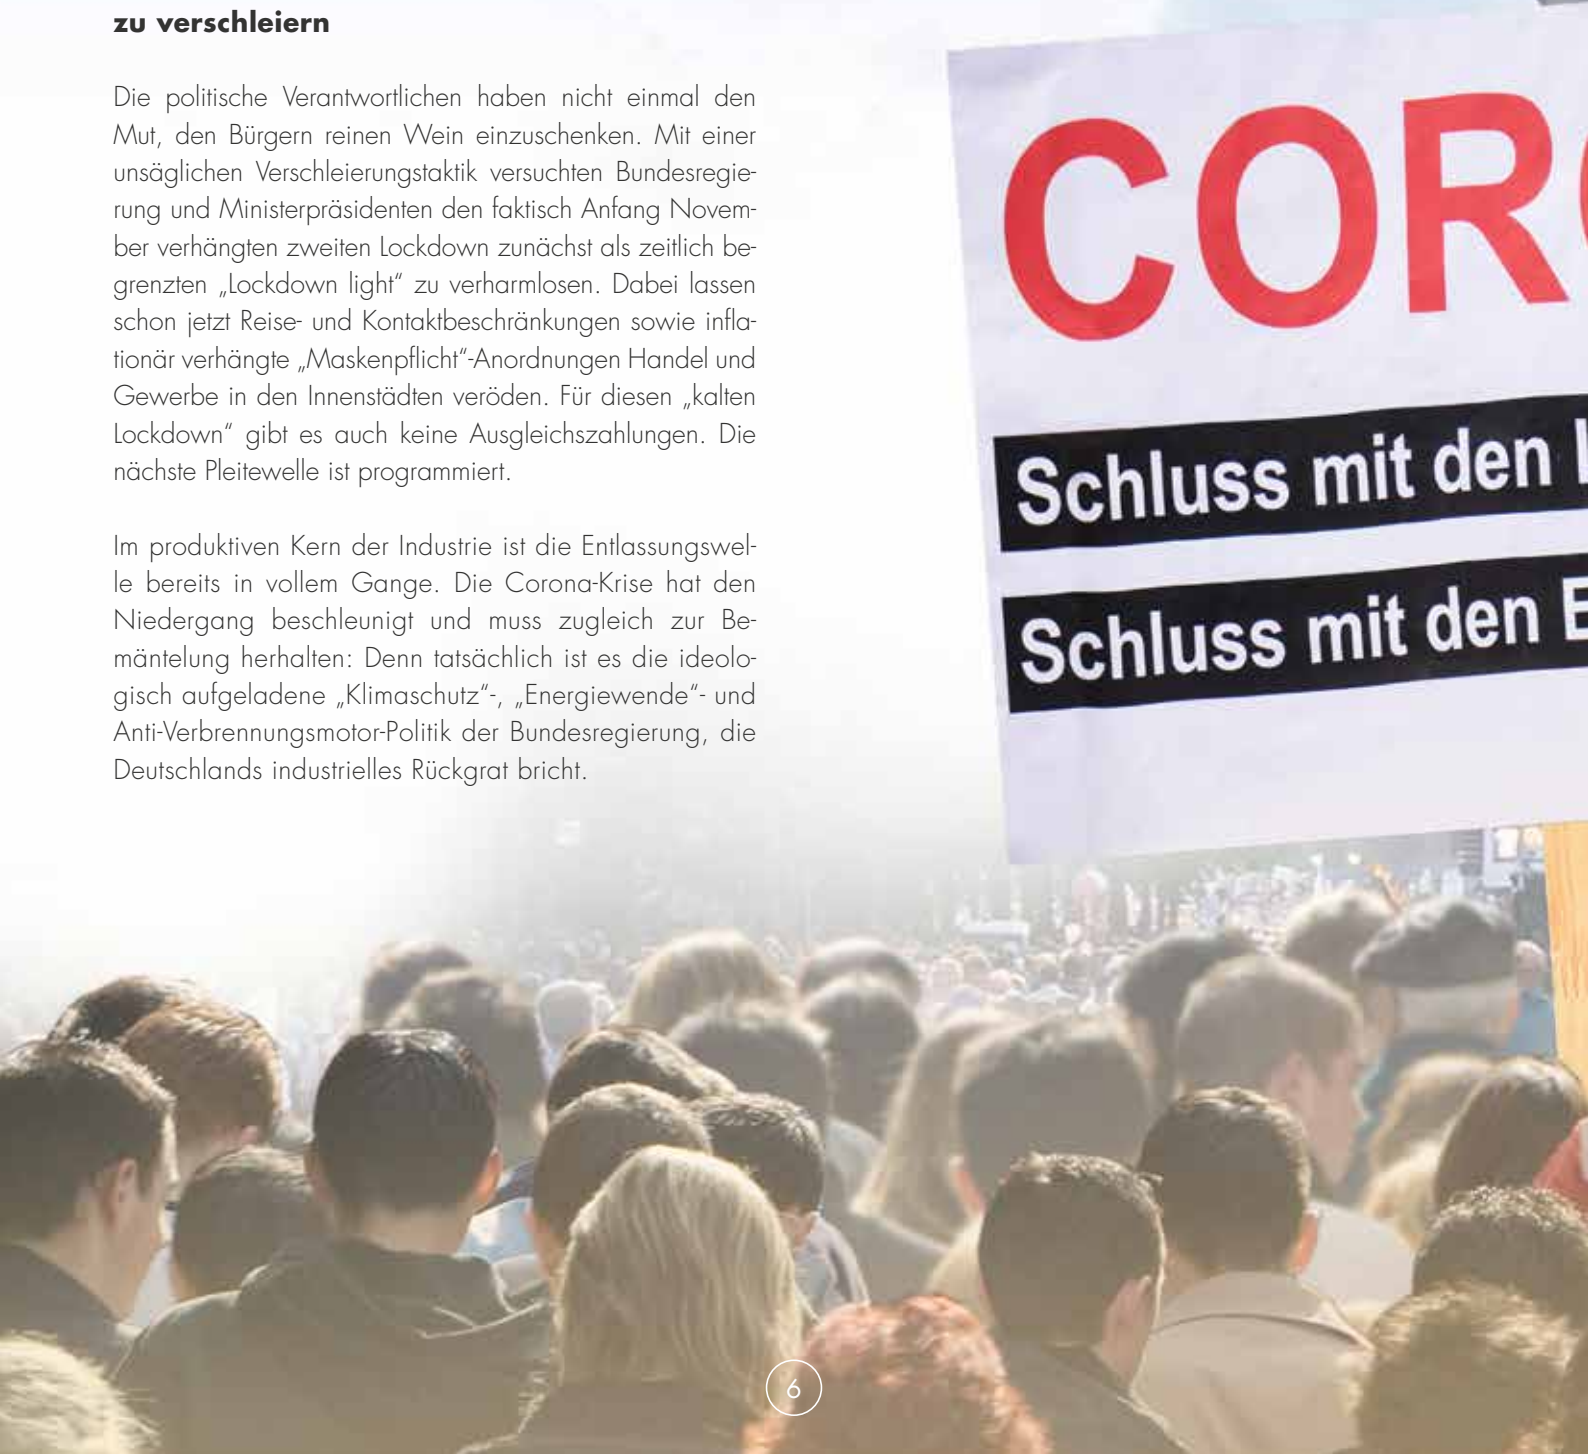 zu verschleiern
Die politische Verantwortlichen haben nicht einmal den
Mut, den Bürgern reinen Wein einzuschenken. Mit einer
unsäglichen Verschleierungstaktik versuchten Bundesregie-
rung und Ministerpräsidenten den faktisch Anfang Novem-
ber verhängten zweiten Lockdown zunächst als zeitlich be-
grenzten „Lockdown light“ zu verharmlosen. Dabei lassen
schon jetzt Reise- und Kontaktbeschränkungen sowie infla-
tionär verhängte „Maskenpflicht“-Anordnungen Handel und
Gewerbe in den Innenstädten veröden. Für diesen „kalten
Lockdown“ gibt es auch keine Ausgleichszahlungen. Die
nächste Pleitewelle ist programmiert.
Im produktiven Kern der Industrie ist die Entlassungswel-
le bereits in vollem Gange. Die Corona-Krise hat den
Niedergang beschleunigt und muss zugleich zur Be-
mäntelung herhalten: Denn tatsächlich ist es die ideolo-
gisch aufgeladene „Klimaschutz“-, „Energiewende“- und
Anti-Verbrennungsmotor-Politik der Bundesregierung, die
Deutschlands industrielles Rückgrat bricht.
COR
Schluss mit den
Schluss mit den E
6